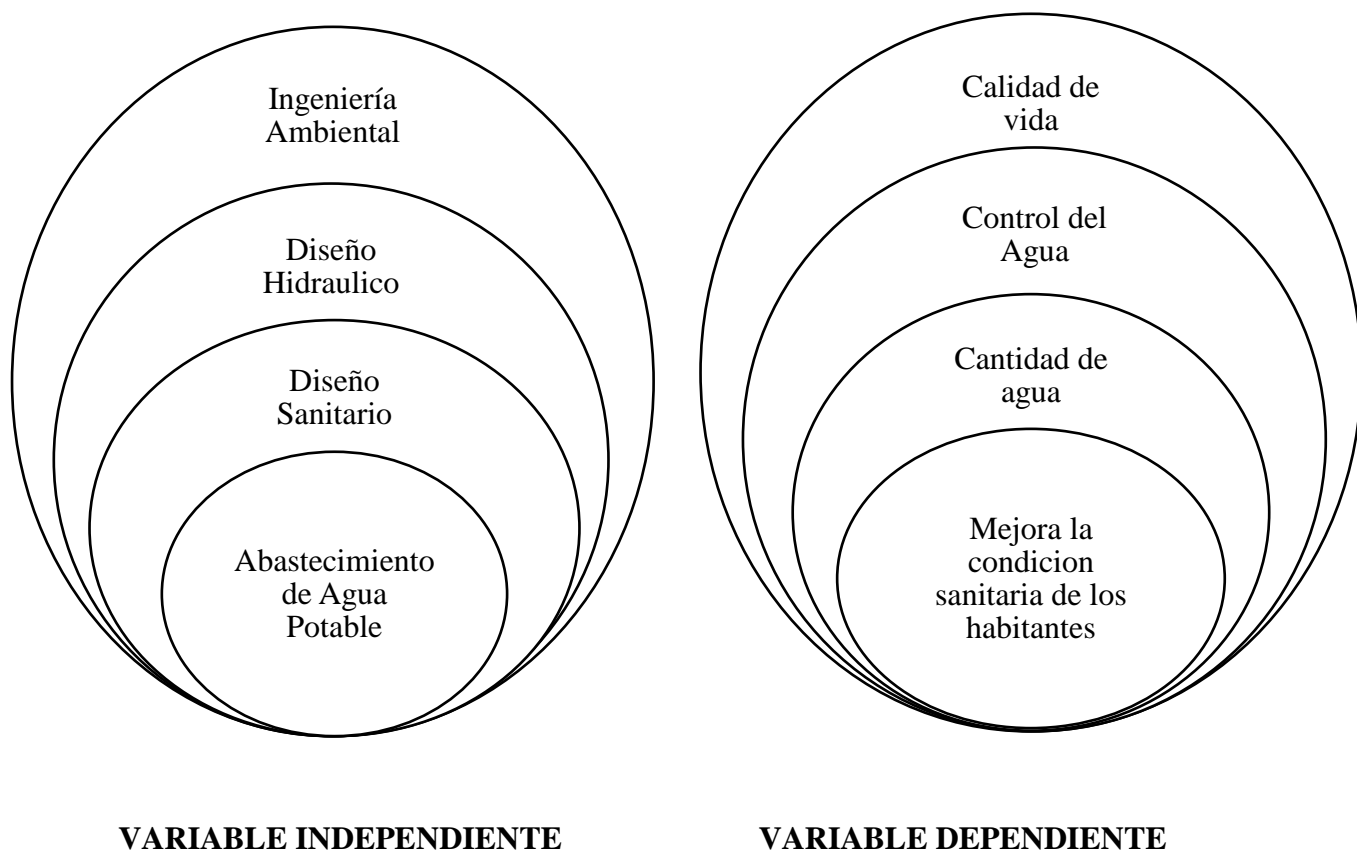 Ingeniería
Ambiental
Diseño
Hidraulico
Diseño
Sanitario
Abastecimiento
de Agua
Potable
Calidad de
vida
Control del
Agua
Cantidad de
agua
Mejora la
condicion
sanitaria de los
habitantes
VARIABLE INDEPENDIENTE
VARIABLE DEPENDIENTE